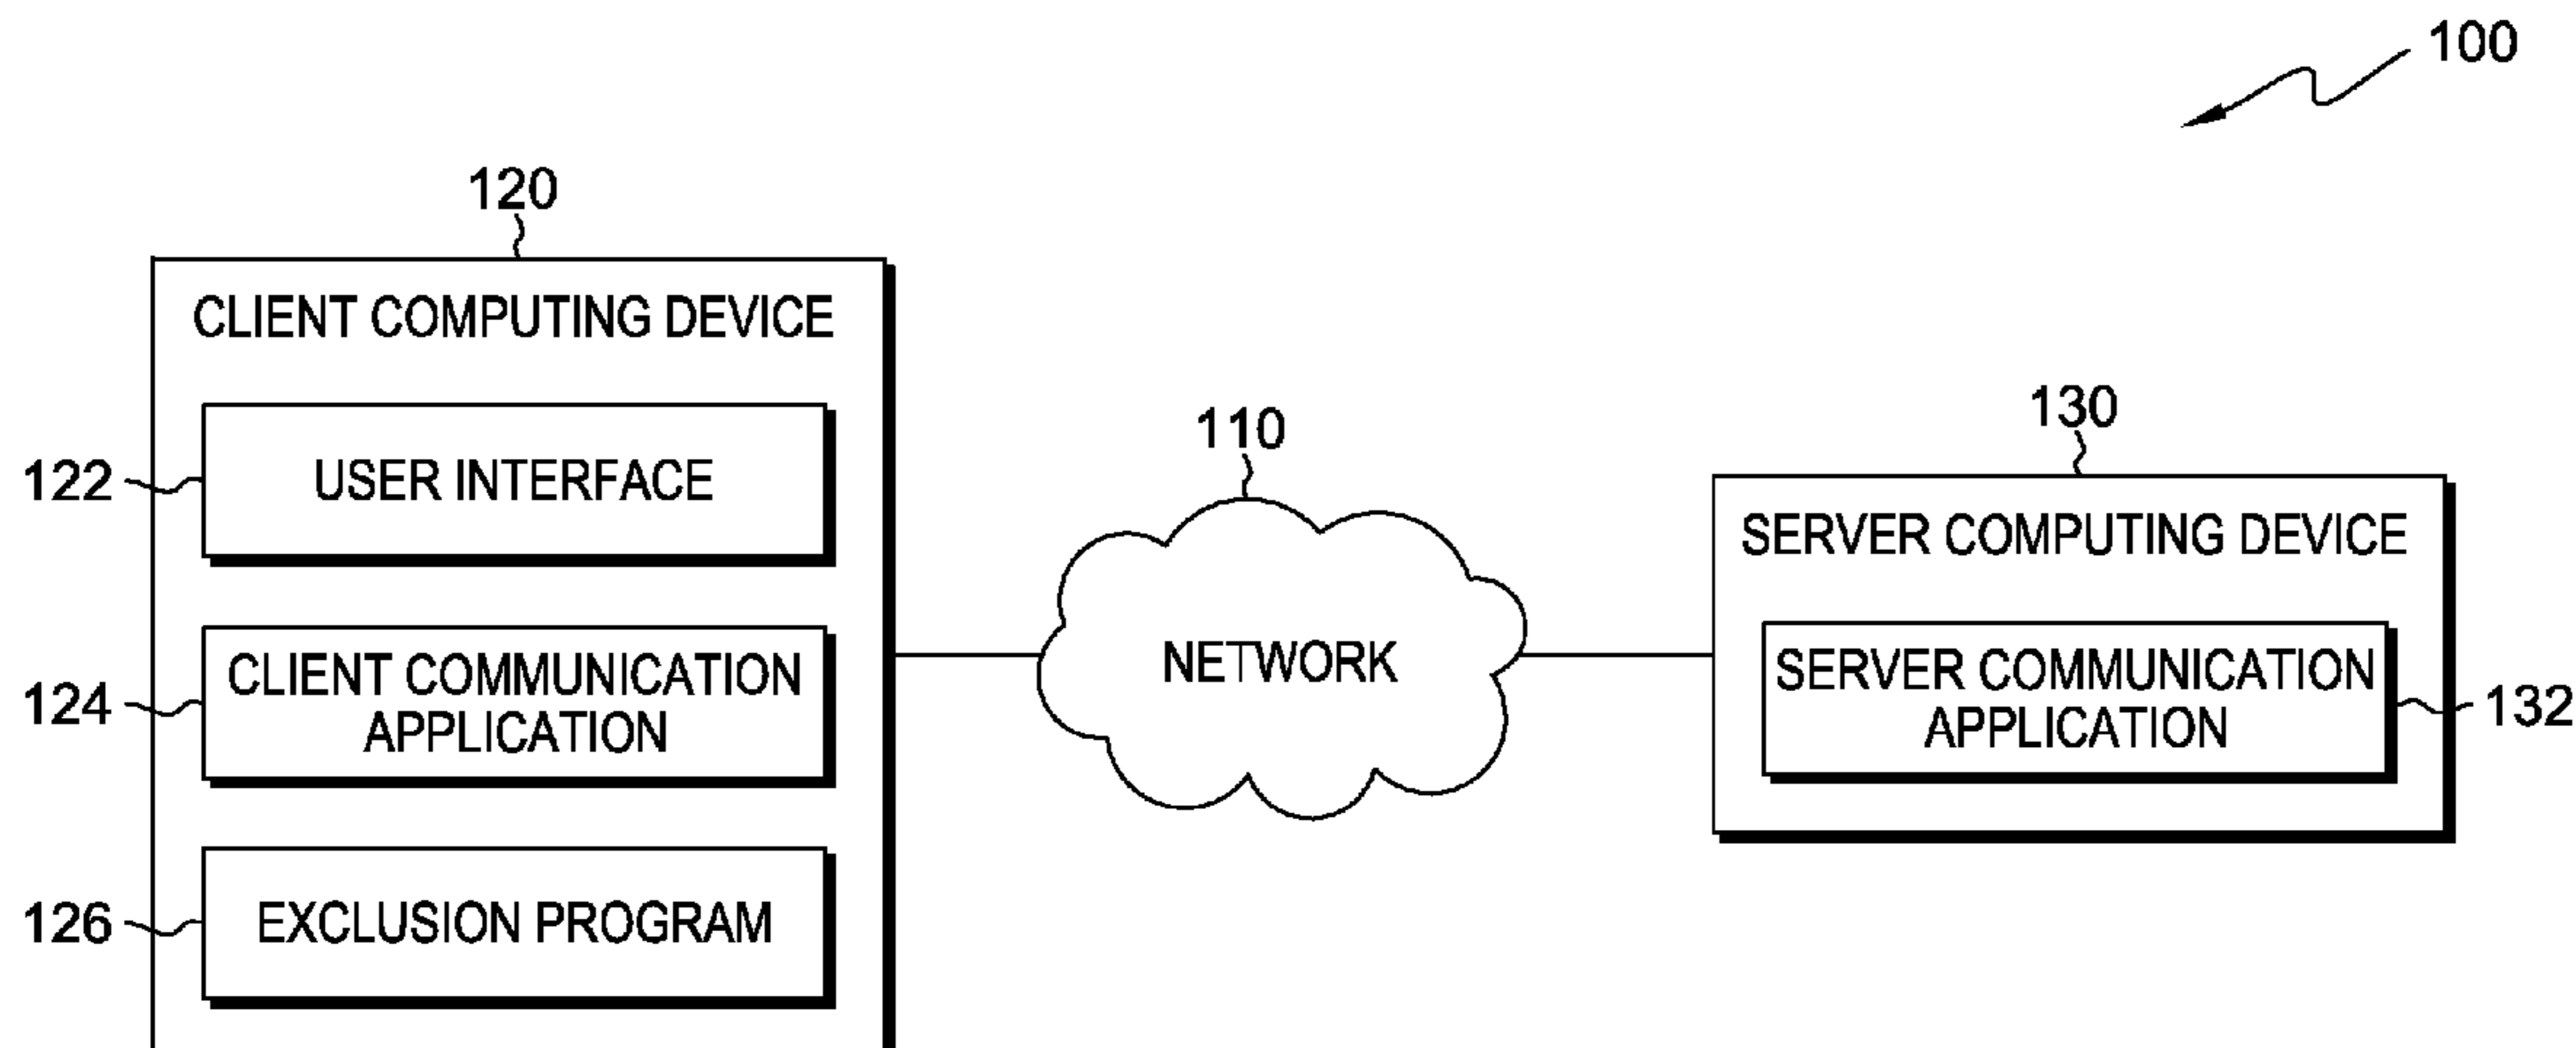 100
120
CLIENT COMPUTING DEVICE
122
USER INTERFACE
124
CLIENT COMMUNICATION
APPLICATION
126
EXCLUSION PROGRAM
110
NETWORK
130
SERVER COMPUTING DEVICE
SERVER COMMUNICATION
APPLICATION
132